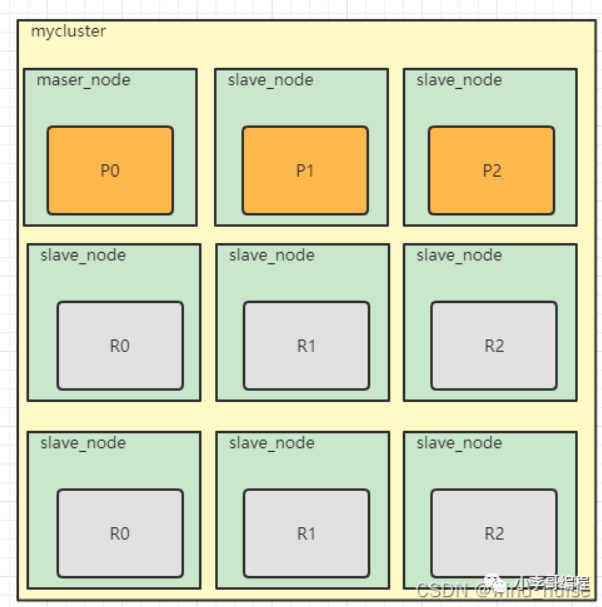 mycluster
maser_node
slave_node
slave_node
P0
P1
P2
slave_node
slave_node
slave_node
R0
R1
R2
slave_node
slave_node
slave_node
R0
R1
R2
小李哥编程
CSDN @wind_huise